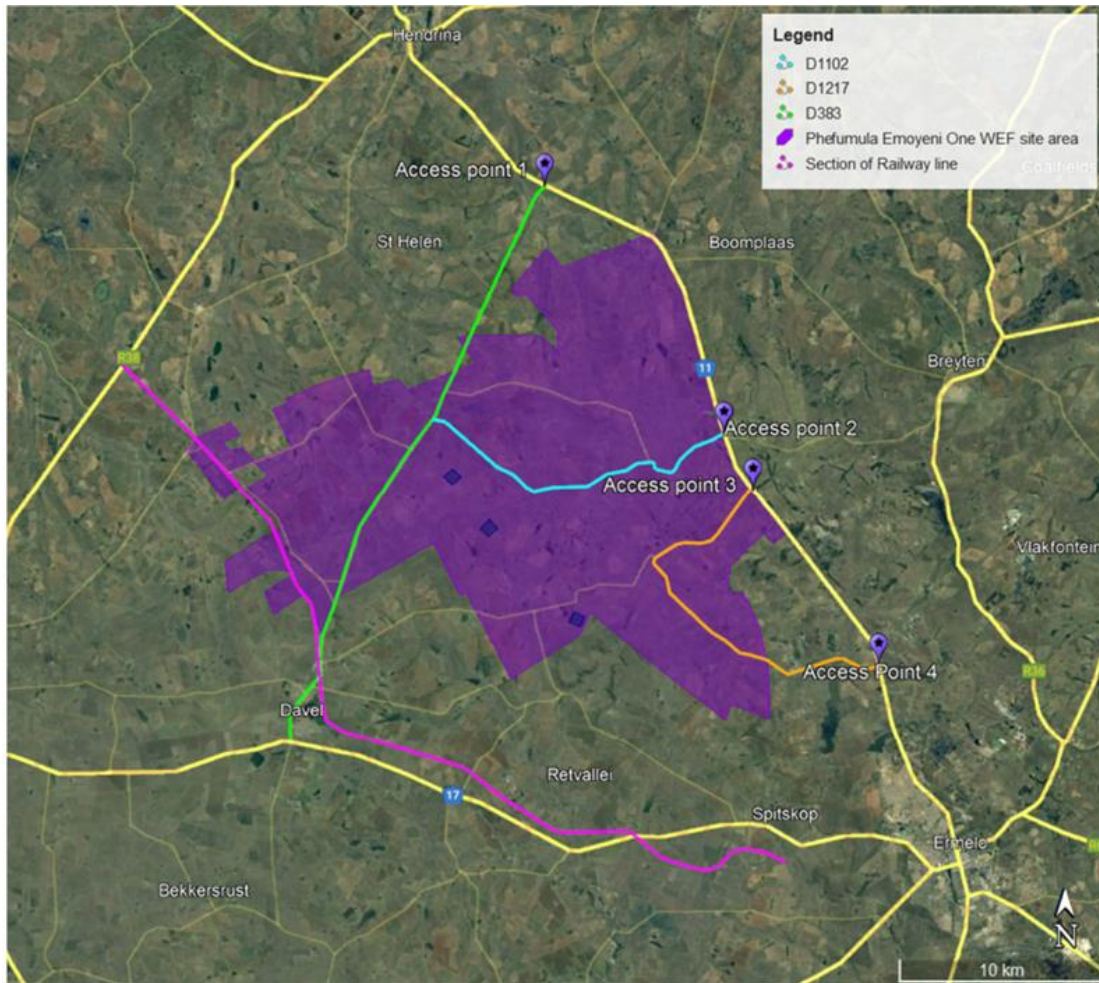 Hendrina
Legend
D1102
D1217
D383
Phefumula Emoyeni One WEF site area
Section of Railway line
Access point 1
St Helen
Boomplaas
R38
11
Breyten
Access point 2
Access point 3
Vlakfontein
Access Point 4
R36
Davel
Retvallei
17
Spitskop
Ermelo
Bekkersrust
N
10 km